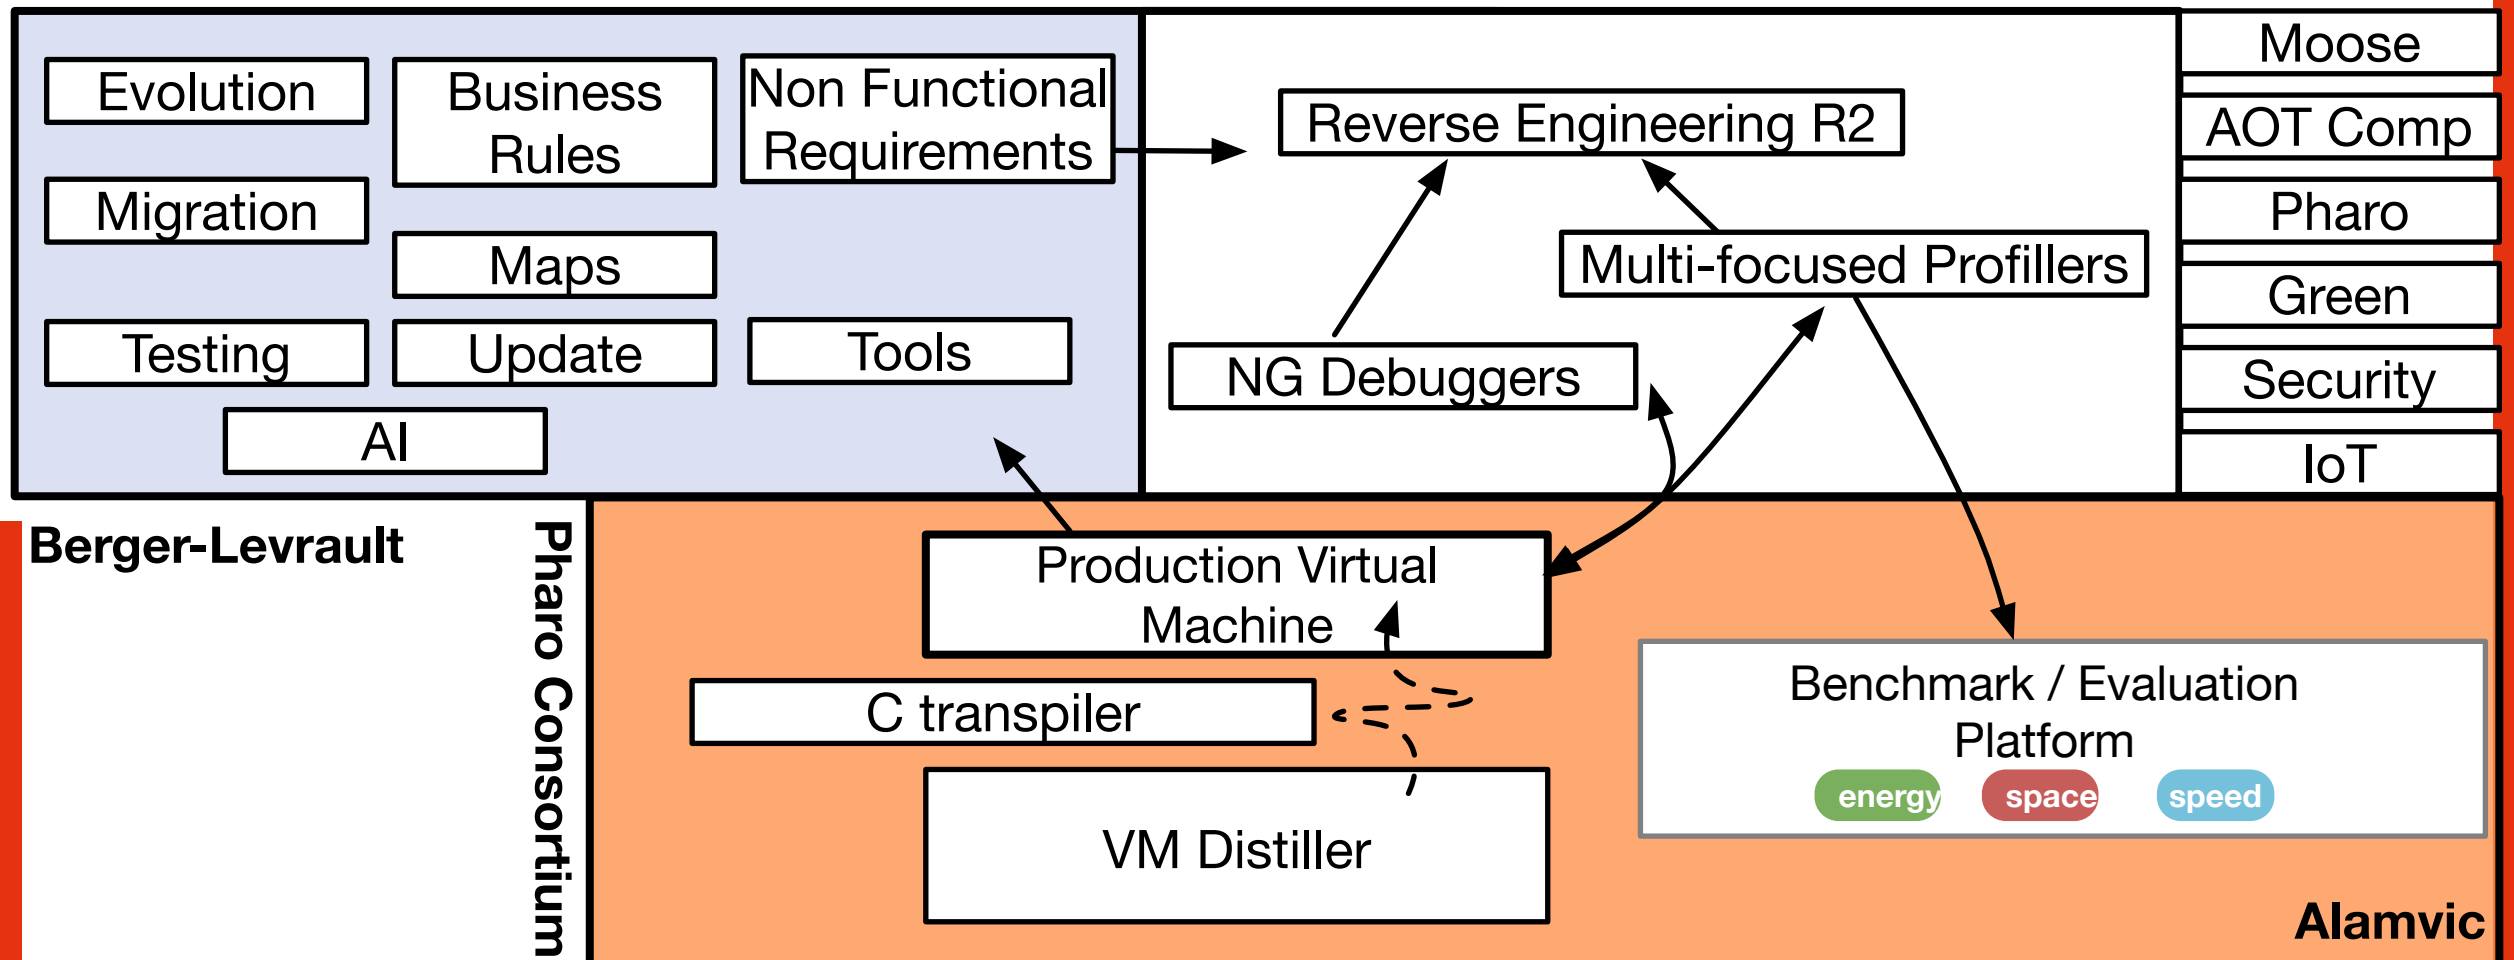 Evolution
Business
Rules
Non Functional
Requirements
Migration
Maps
Testing
Update
Tools
AI
Reverse Engineering R2
Multi-focused Profillers
NG Debuggers
Moose
AOT Comp
Pharo
Green
Security
IoT
Berger-Levrault
Pharo Consortium
Production Virtual
Machine
C transpiler
VM Distiller
Benchmark / Evaluation
Platform
energy
space
speed
Alamvic